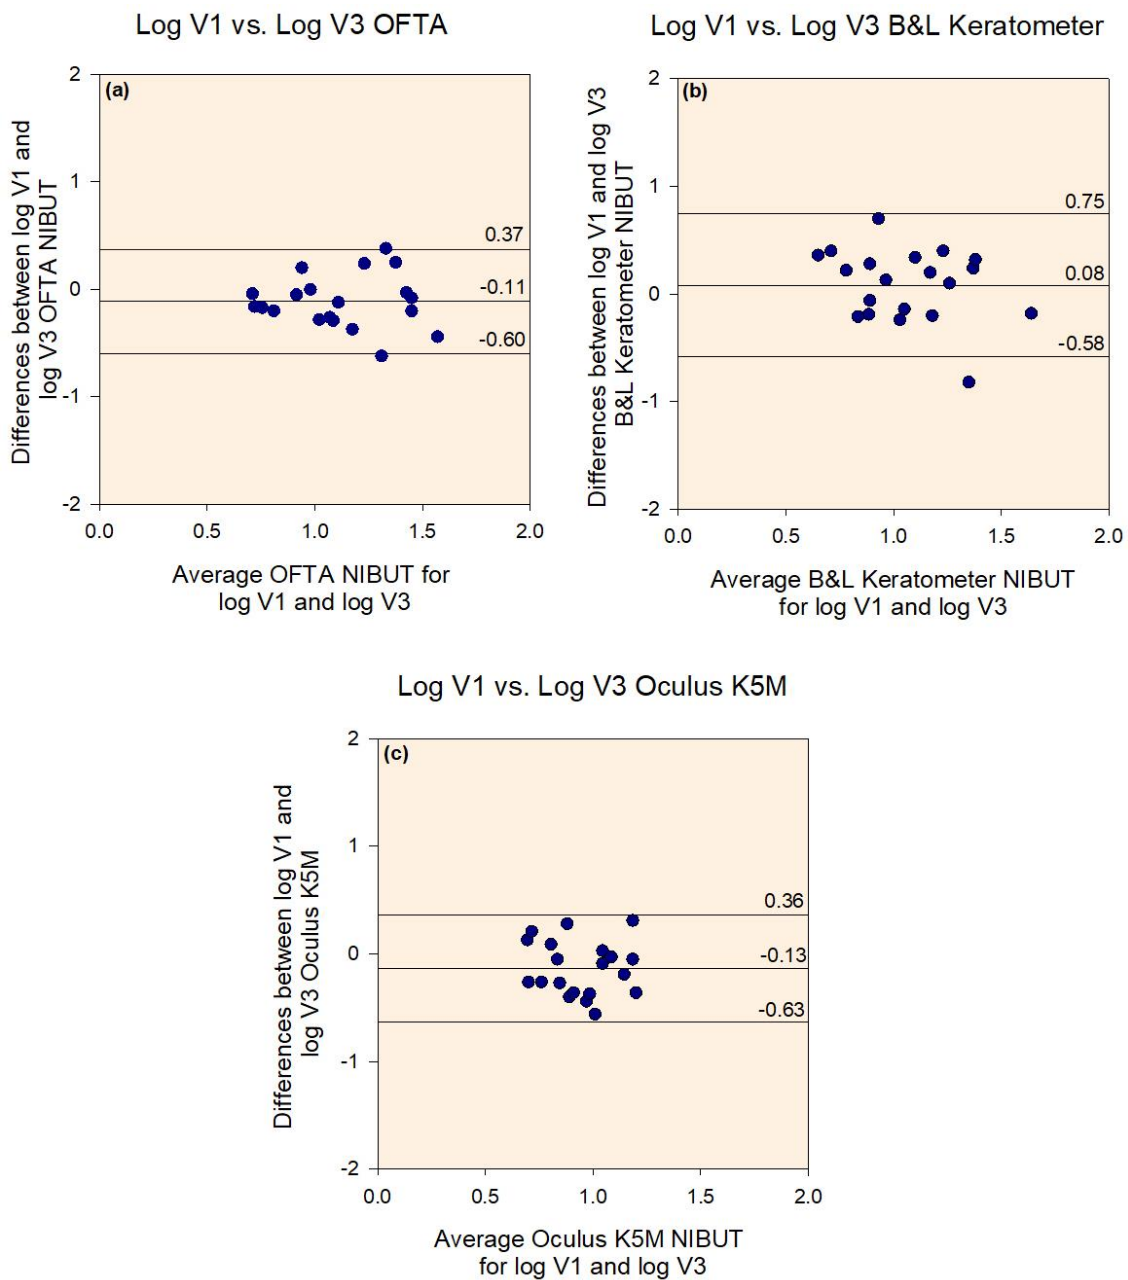 Log V1 vs. Log V3 OFTA
(a)
Differences between log V1 and
log V3 OFTA NIBUT
2
1
0
-1
-2
0.37
-0.11
-0.60
0.0
0.5
1.0
1.5
2.0
Average OFTA NIBUT for
log V1 and log V3
Log V1 vs. Log V3 B&L Keratometer
(b)
Differences between log V1 and log V3
B&L Keratometer NIBUT
2
1
0
-1
-2
0.75
0.08
-0.58
0.0
0.5
1.0
1.5
2.0
Average B&L Keratometer NIBUT
for log V1 and log V3
Log V1 vs. Log V3 Oculus K5M
(c)
Differences between log V1 and
log V3 Oculus K5M
2
1
0
-1
-2
0.36
-0.13
-0.63
0.0
0.5
1.0
1.5
2.0
Average Oculus K5M NIBUT
for log V1 and log V3